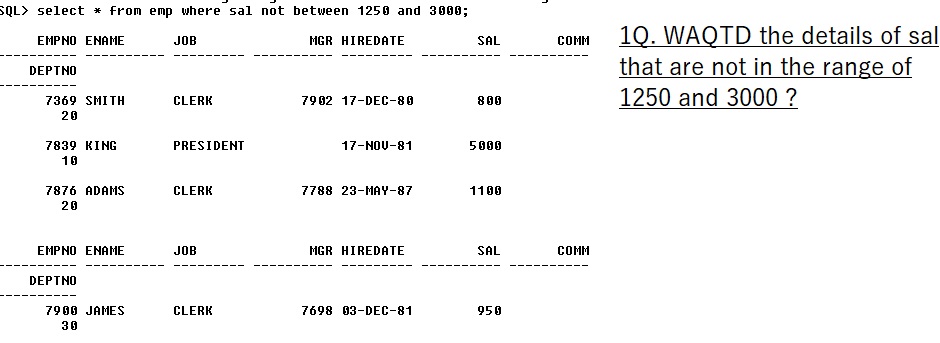 SQL> select * from emp where sal not between 1250 and 3000;
EMPNO ENAME JOB MGR HIREDATE SAL COMM
---------- ---------- --------- ---------- --------- ---------- ----------
DEPTNO
----------
7369 SMITH CLERK 7902 17-DEC-80 800
20
7839 KING PRESIDENT 17-NOV-81 5000
10
7876 ADAMS CLERK 7788 23-MAY-87 1100
20
EMPNO ENAME JOB MGR HIREDATE SAL COMM
---------- ---------- --------- ---------- --------- ---------- ----------
DEPTNO
----------
7900 JAMES CLERK 7698 03-DEC-81 950
30
1Q. WAQTD the details of sal
that are not in the range of
1250 and 3000 ?